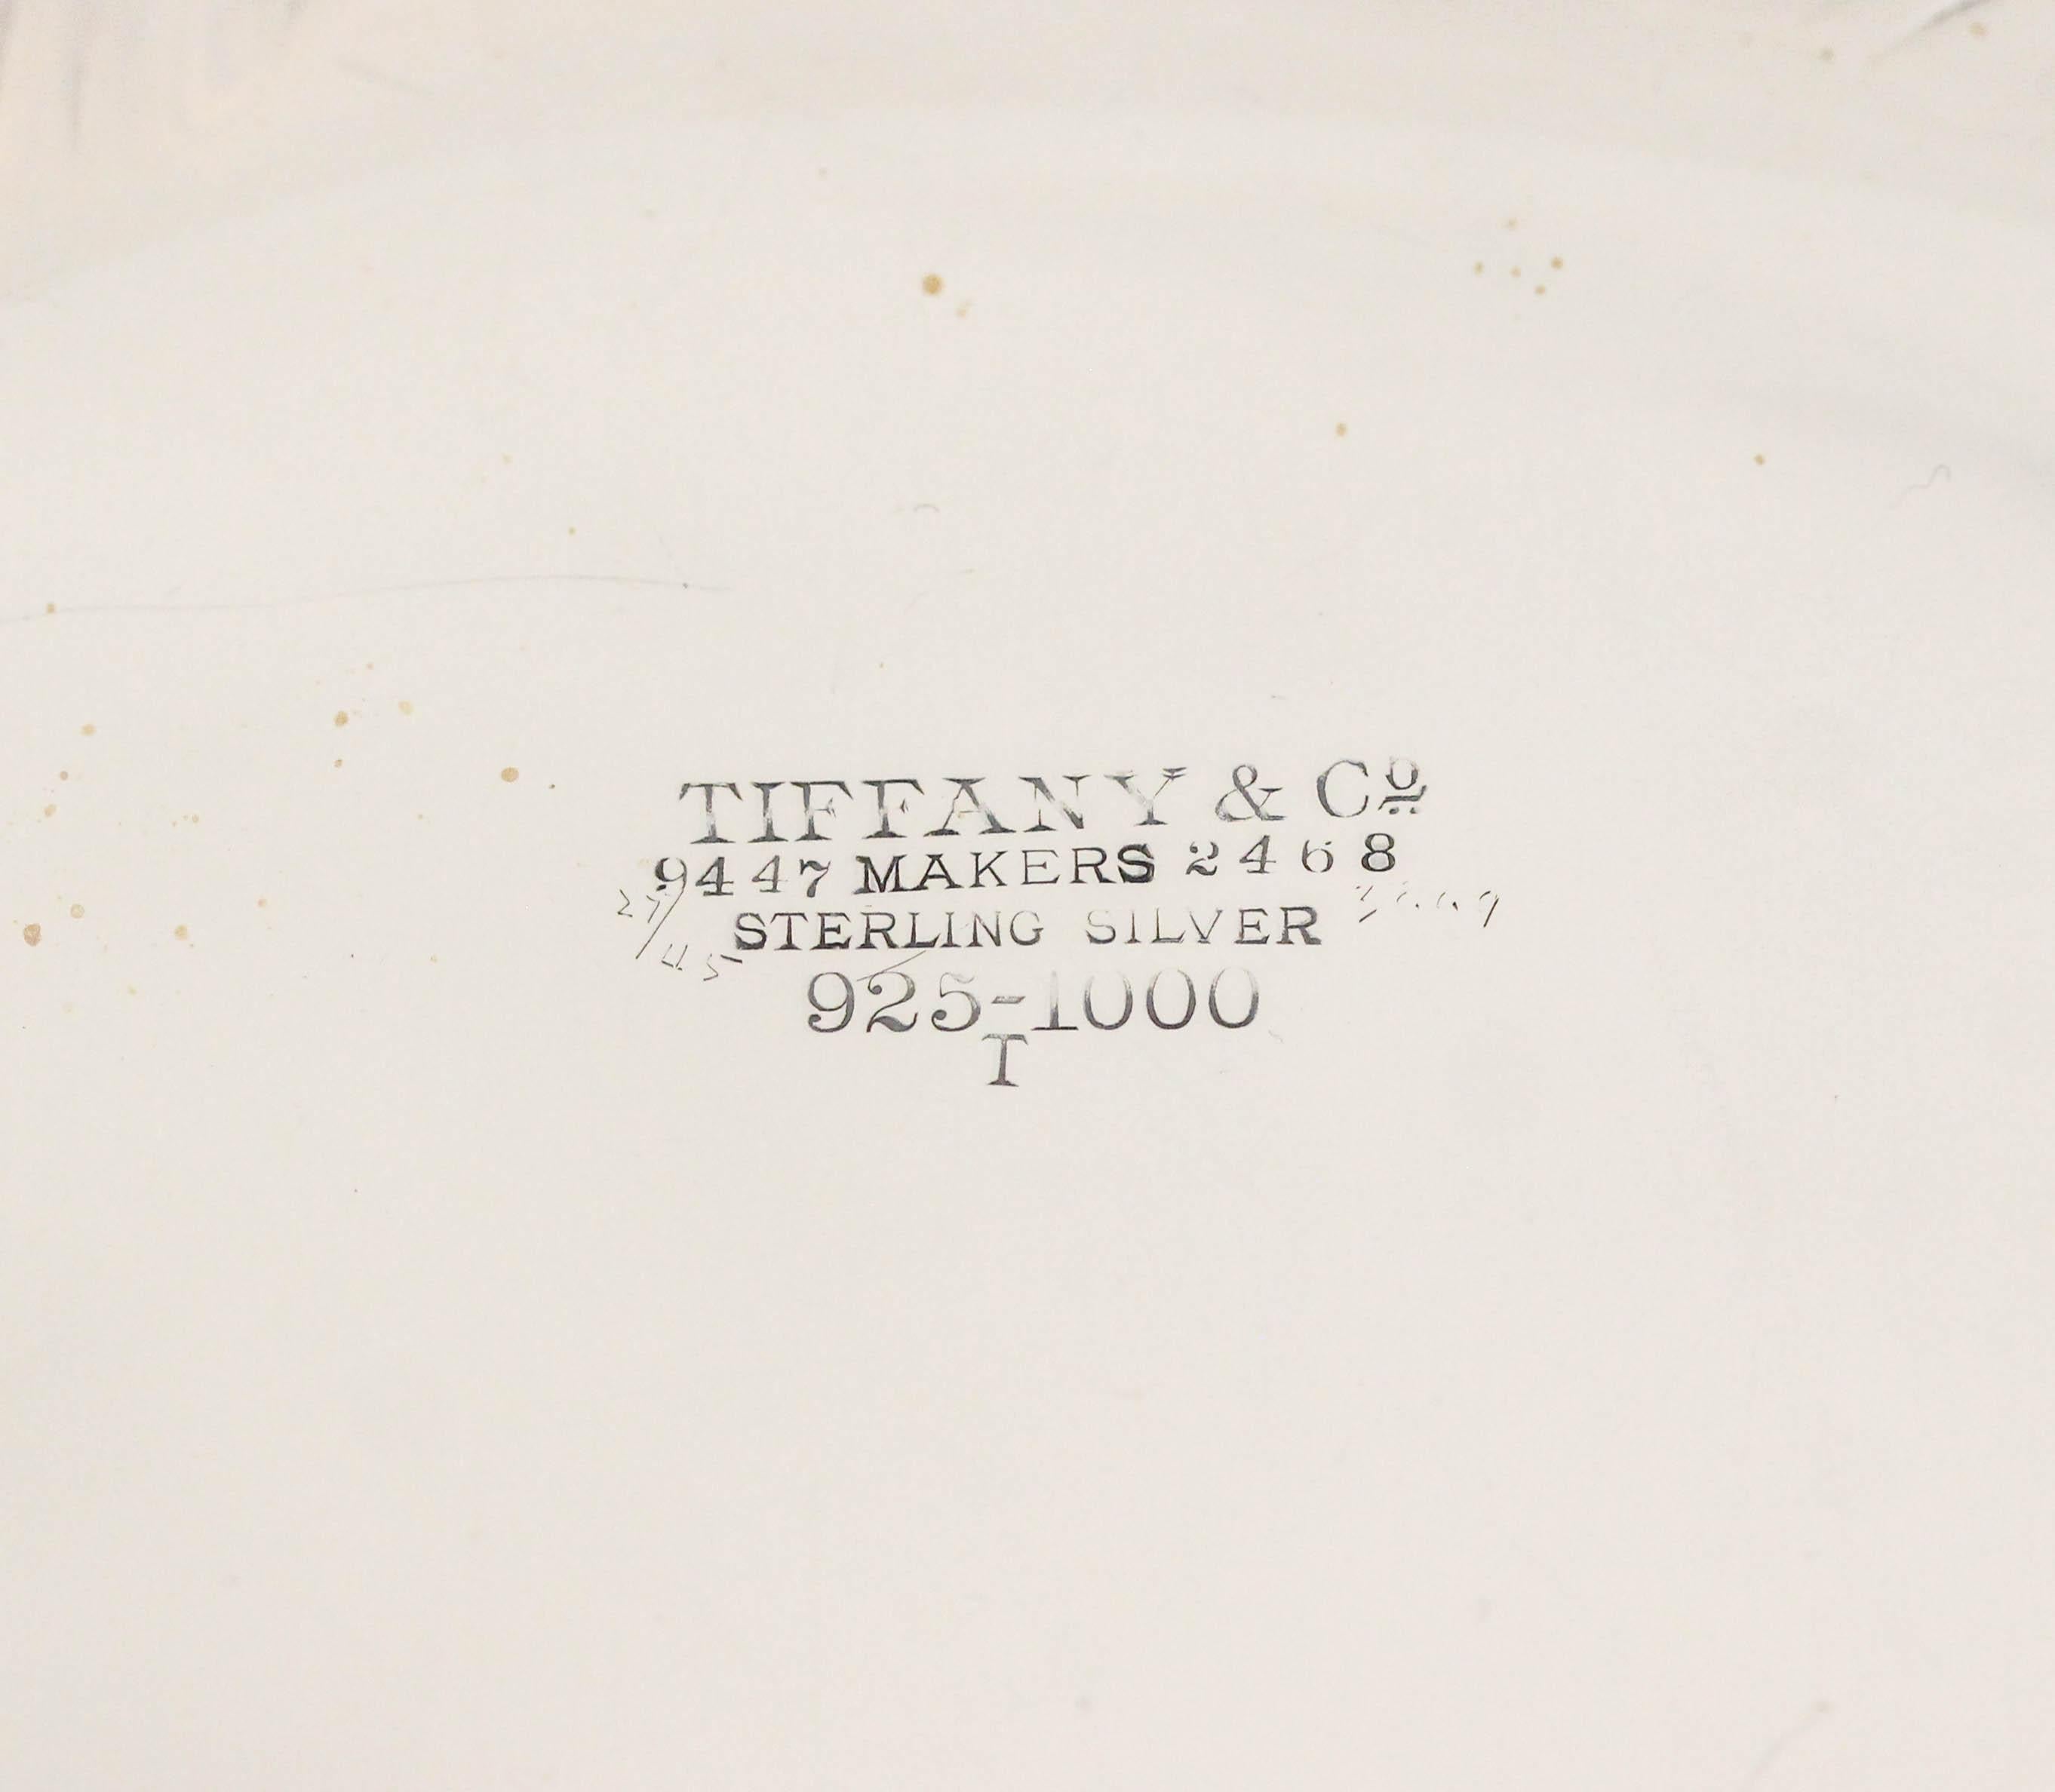 TIFFANY & Cº
9447 MAKERS 2468
STERLING SILVER
925-1000
T